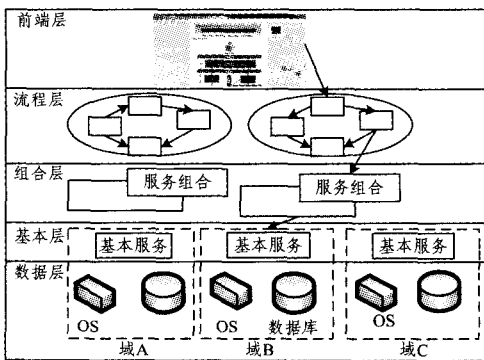 前端层
流程层
组合层
服务组合
服务组合
基本层
基本服务
基本服务
基本服务
数据层
OS
OS
数据库
OS
域A
域B
域C